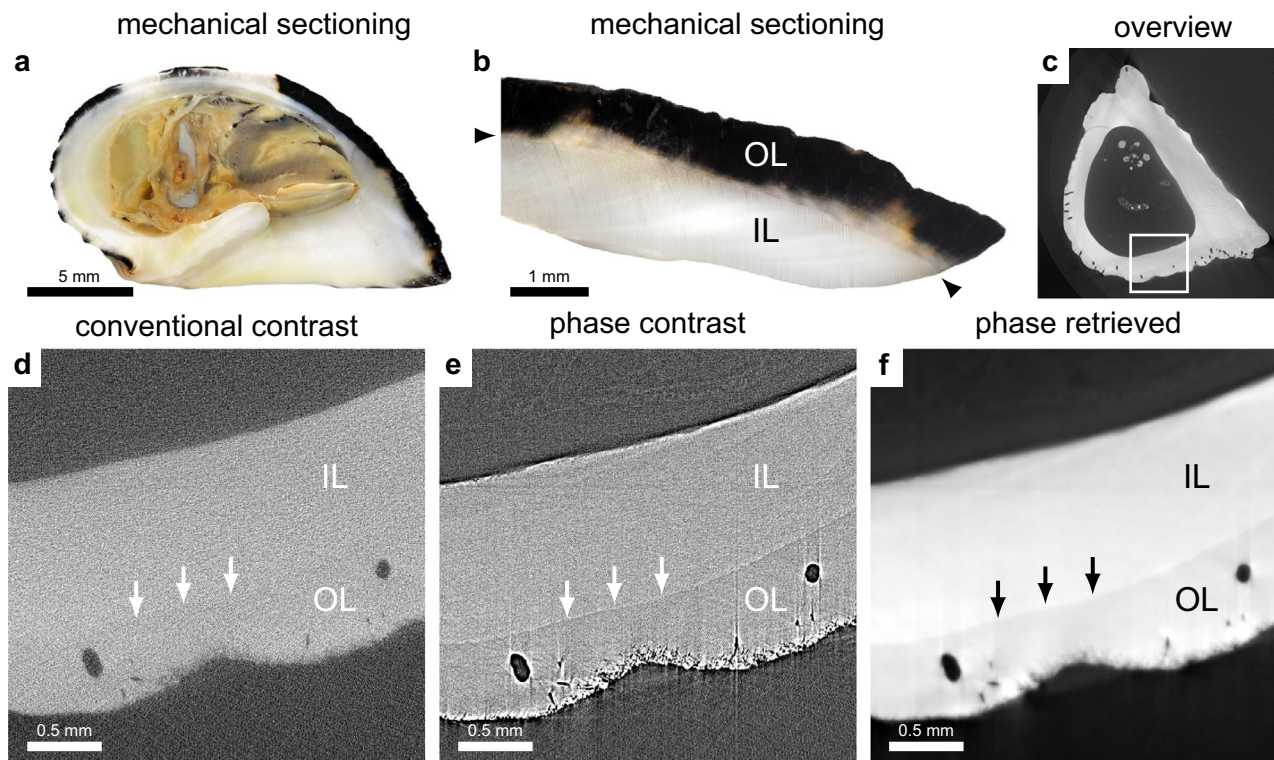 mechanical sectioning
mechanical sectioning
overview
a
b
c
OL
IL
5 mm
1 mm
conventional contrast
phase contrast
phase retrieved
d
e
f
IL
IL
IL
OL
OL
OL
0.5 mm
0.5 mm
0.5 mm